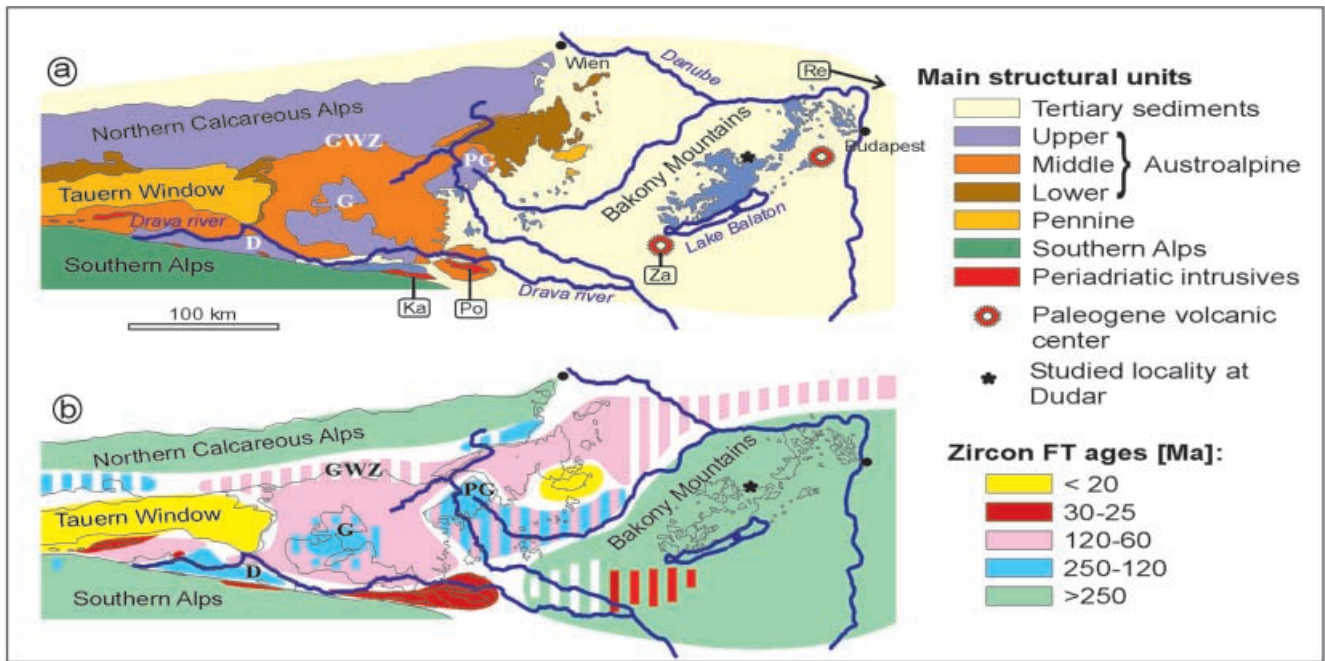 a
Wien
Danube
Re
Northern Calcareous Alps
GWZ
PG
Budapest
Bakony Mountains
Tauern Window
G
Drava river
D
Lake Balaton
Southern Alps
Za
Ka
Po
Drava river
100 km
Main structural units
Tertiary sediments
Upper
Middle } Austroalpine
Lower
Pennine
Southern Alps
Periadriatic intrusives
Paleogene volcanic
center
Studied locality at
Dudar
b
Northern Calcareous Alps
GWZ
PG
Bakony Mountains
Tauern Window
G
D
Southern Alps
Zircon FT ages [Ma]:
< 20
30-25
120-60
250-120
>250